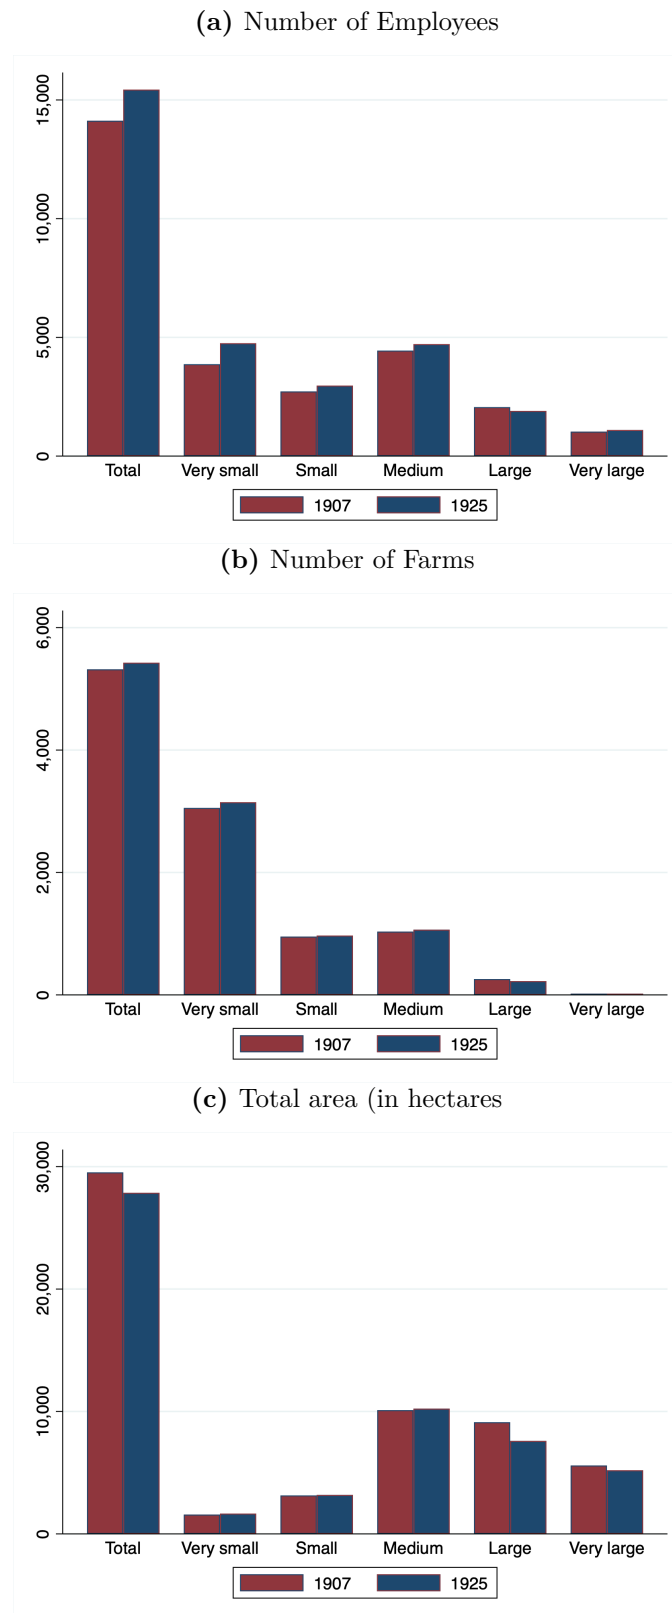 (a) Number of Employees
15,000
10,000
5,000
0
Total Very small Small Medium Large Very large
1907 1925
(b) Number of Farms
6,000
4,000
2,000
0
Total Very small Small Medium Large Very large
1907 1925
(c) Total area (in hectares
30,000
20,000
10,000
0
Total Very small Small Medium Large Very large
1907 1925